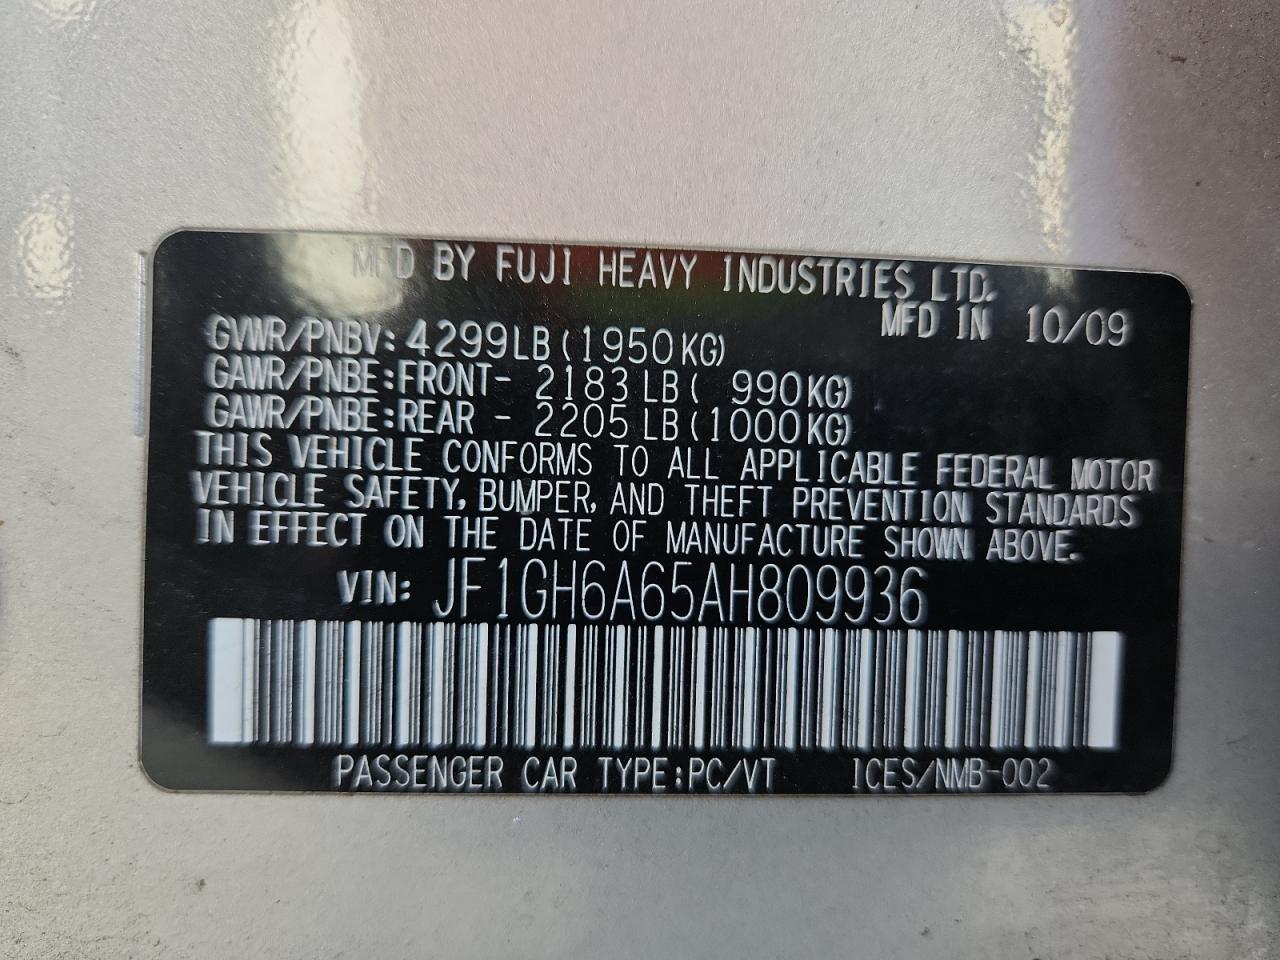 MFD BY FUJI HEAVY INDUSTRIES LTD.
MFD IN 10/09
GVWR/PNBV:4299LB(1950KG)
GAWR/PNBE:FRONT- 2183LB( 990KG)
GAWR/PNBE:REAR - 2205LB(1000KG)
THIS VEHICLE CONFORMS TO ALL APPLICABLE FEDERAL MOTOR
VEHICLE SAFETY, BUMPER, AND THEFT PREVENTION STANDARDS
IN EFFECT ON THE DATE OF MANUFACTURE SHOWN ABOVE.
VIN: JF1GH6A65AH809936
PASSENGER CAR TYPE:PC/VT ICES/NMB-002